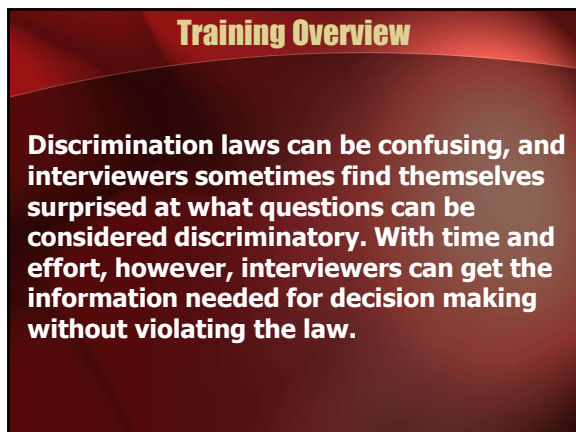 Training Overview
Discrimination laws can be confusing, and
interviewers sometimes find themselves
surprised at what questions can be
considered discriminatory. With time and
effort, however, interviewers can get the
information needed for decision making
without violating the law.